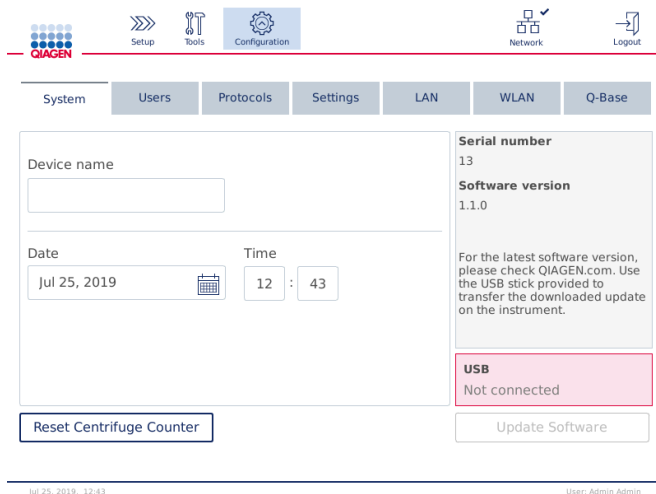 QIAGEN
Setup
Tools
Configuration
Network
Logout
System
Users
Protocols
Settings
LAN
WLAN
Q-Base
Device name
Date
Time
Jul 25, 2019
12 : 43
Serial number
13
Software version
1.1.0
For the latest software version,
please check QIAGEN.com. Use
the USB stick provided to
transfer the downloaded update
on the instrument.
USB
Not connected
Reset Centrifuge Counter
Update Software
Jul 25, 2019, 12:43
User: Admin Admin